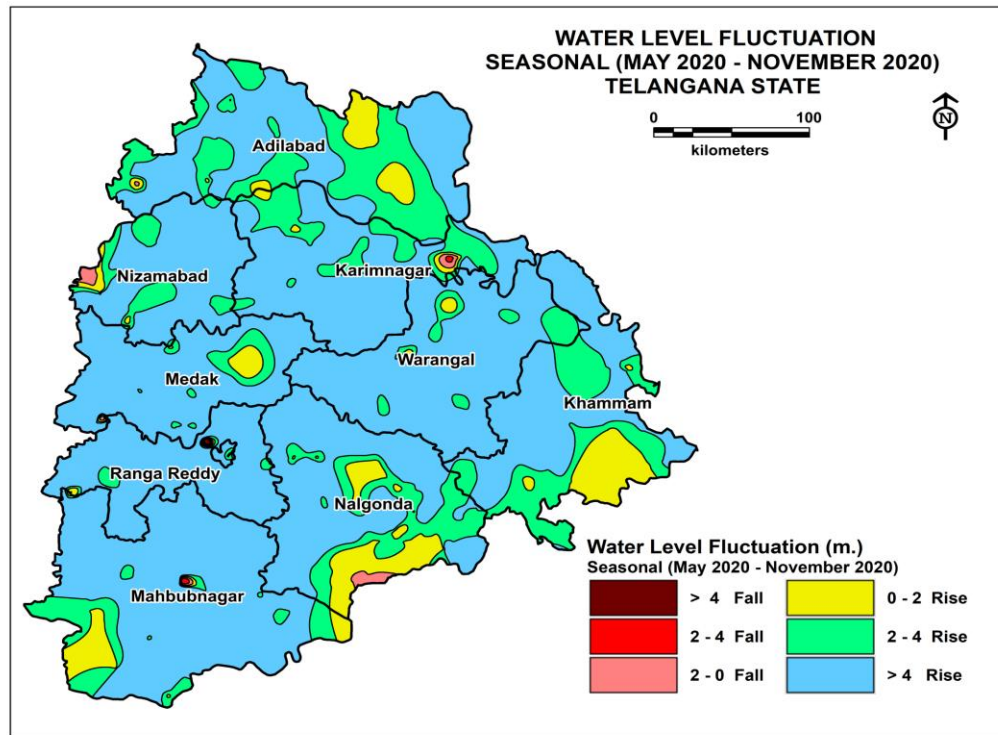 WATER LEVEL FLUCTUATION
SEASONAL (MAY 2020 - NOVEMBER 2020)
TELANGANA STATE
0 100
kilometers
N
Adilabad
Nizamabad
Karimnagar
Warangal
Medak
Khammam
Ranga Reddy
Nalgonda
Mahbubnagar
Water Level Fluctuation (m.)
Seasonal (May 2020 - November 2020)
> 4 Fall
0 - 2 Rise
2 - 4 Fall
2 - 4 Rise
2 - 0 Fall
> 4 Rise